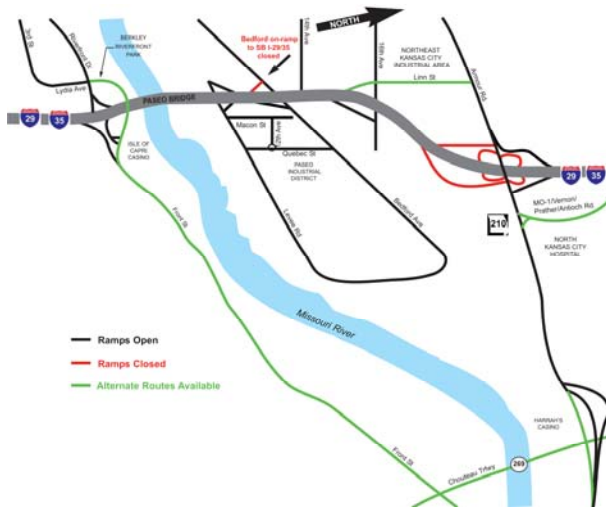 NORTH
3rd St
Riverfront Dr
BERKLEY
RIVERFRONT
PARK
Bedford on-ramp
to SB I-29/35
closed
14th Ave
16th Ave
NORTHEAST
KANSAS CITY
INDUSTRIAL AREA
Armour Rd
Linn St
Lydia Ave
PASEO BRIDGE
29
35
Macon St
Quebec St
ISLE OF
CAPRE
CASINO
PASEO
INDUSTRIAL
DISTRICT
Front St
Levee Rd
Bedford Ave
29
35
MO-1/Vernon/
Prather/Antioch Rd
210
NORTH
KANSAS CITY
HOSPITAL
Missouri River
Ramps Open
Ramps Closed
Alternate Routes Available
HARRAH'S
CASINO
Front St
Chouteau Trfwy
269